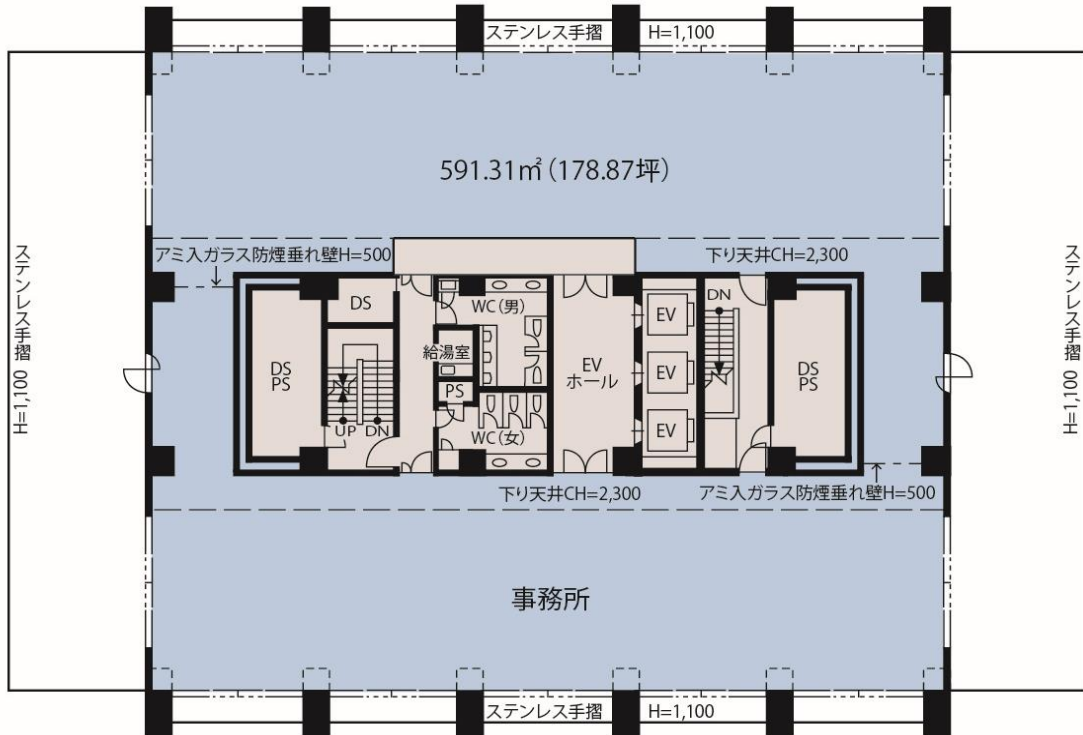 ステンレス手摺 H=1,100
591.31㎡(178.87坪)
アミ入ガラス防煙垂れ壁H=500
下り天井CH=2,300
ステンレス手摺 H=1,100
ステンレス手摺 H=1,100
DS
WC(男)
EV
DN
DS
PS
給湯室
EV
ホール
EV
DS
PS
PS
UP
DN
WC(女)
EV
下り天井CH=2,300
アミ入ガラス防煙垂れ壁H=500
事務所
ステンレス手摺 H=1,100